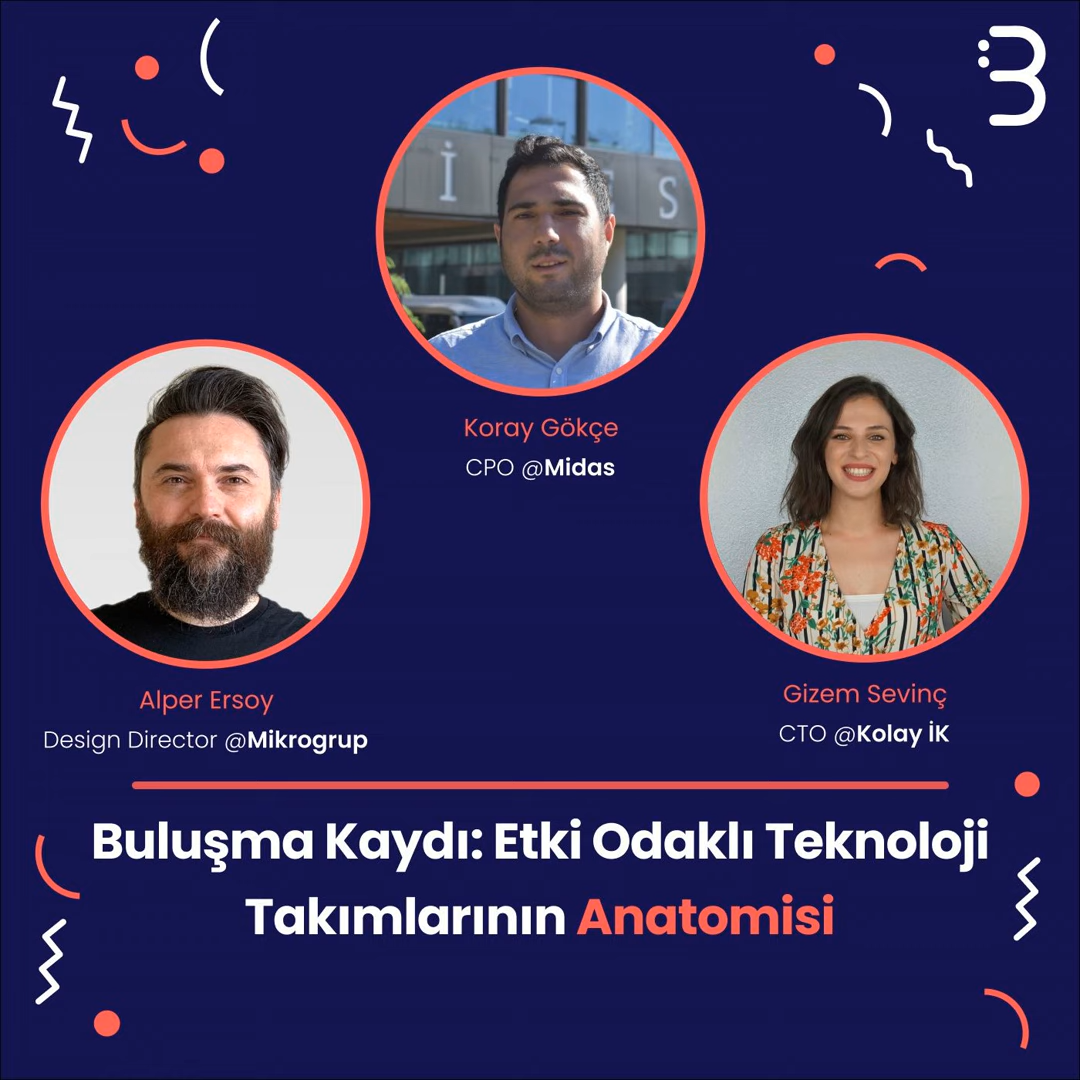 İ S
Koray Gökçe
CPO @Midas
Alper Ersoy
Design Director @Mikrogrup
Gizem Sevinç
CTO @Kolay İK
Buluşma Kaydı: Etki Odaklı Teknoloji
Takımlarının Anatomisi